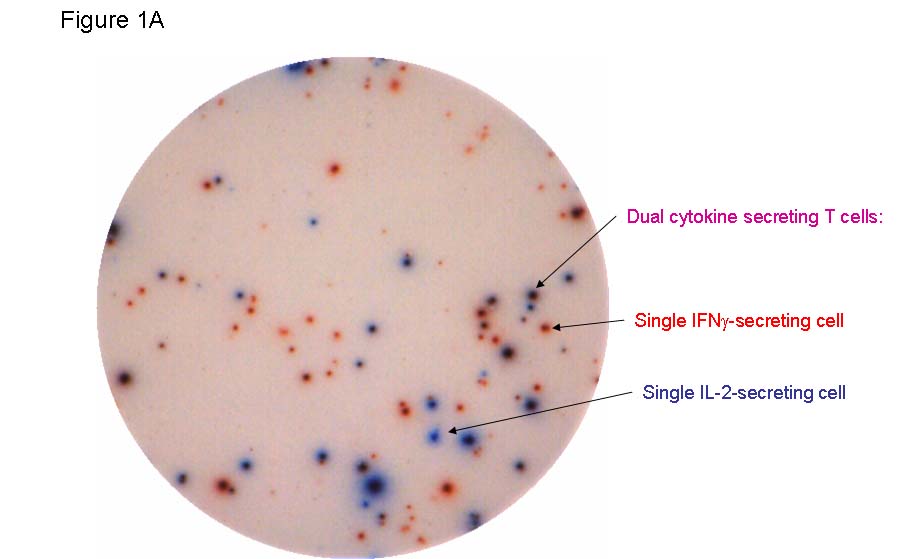 Figure 1A
Dual cytokine secreting T cells:
Single IFNγ-secreting cell
Single IL-2-secreting cell